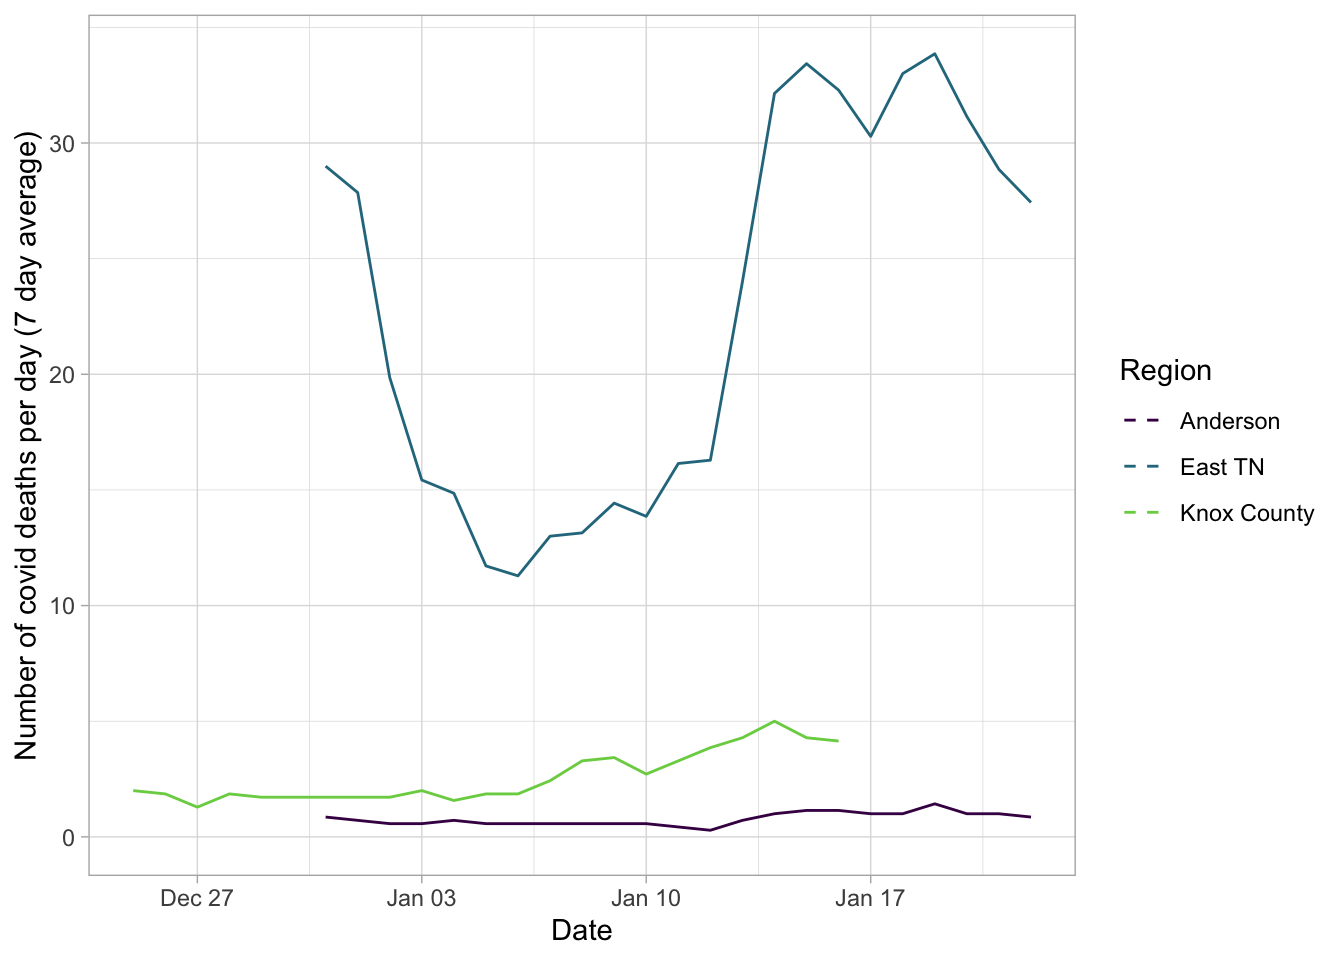 Number of covid deaths per day (7 day average)
30
20
10
0
Dec 27
Jan 03
Jan 10
Jan 17
Date
Region
Anderson
East TN
Knox County